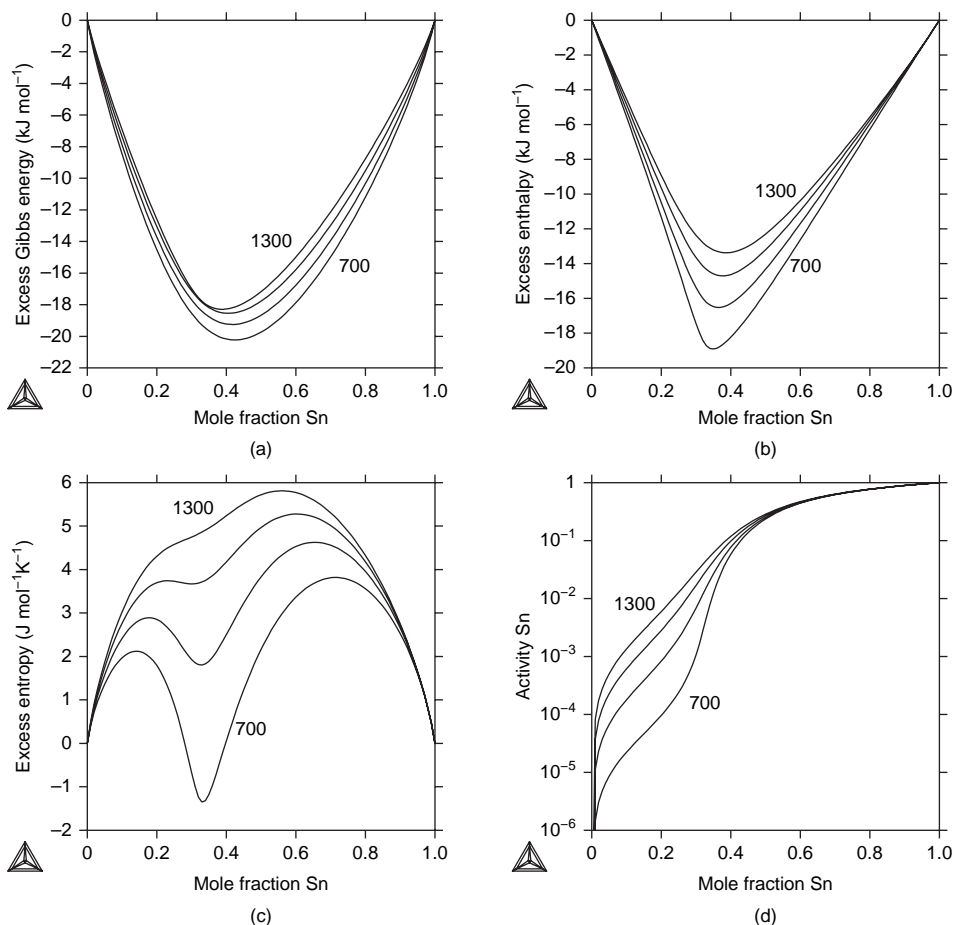 Excess Gibbs energy (kJ mol⁻¹)
0
−2
−4
−6
−8
−10
−12
−14
−16
−18
−20
−22
1300
700
0 0.2 0.4 0.6 0.8 1.0
Mole fraction Sn
(a)
Excess enthalpy (kJ mol⁻¹)
0
−2
−4
−6
−8
−10
−12
−14
−16
−18
−20
1300
700
0 0.2 0.4 0.6 0.8 1.0
Mole fraction Sn
(b)
Excess entropy (J mol⁻¹K⁻¹)
6
5
4
3
2
1
0
−1
−2
1300
700
0 0.2 0.4 0.6 0.8 1.0
Mole fraction Sn
(c)
Activity Sn
1
10⁻¹
10⁻²
10⁻³
10⁻⁴
10⁻⁵
10⁻⁶
1300
700
0 0.2 0.4 0.6 0.8 1.0
Mole fraction Sn
(d)